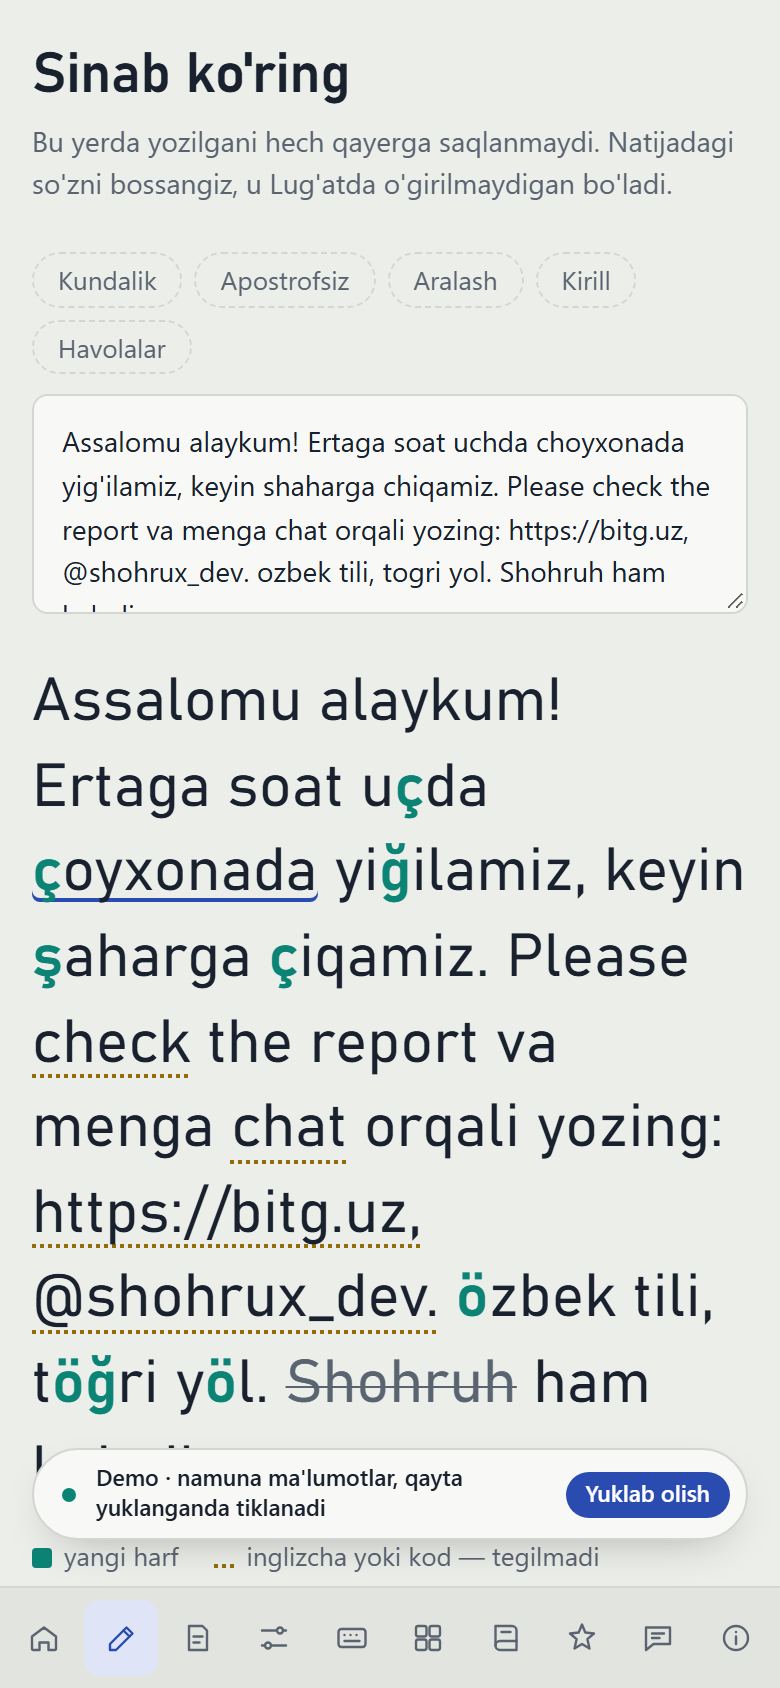 Sinab ko'ring
Bu yerda yozilgani hech qayerga saqlanmaydi. Natijadagi
so'zni bossangiz, u Lug'atda o'girilmaydigan bo'ladi.
Kundalik Apostrofsiz Aralash Kirill
Havolalar
Assalomu alaykum! Ertaga soat uchda choyxonada
yig'ilamiz, keyin shaharga chiqamiz. Please check the
report va menga chat orqali yozing: https://bitg.uz,
@shohrux_dev. ozbek tili, togri yol. Shohruh ham
Assalomu alaykum!
Ertaga soat uçda
çoyxonada yiğilamiz, keyin
şaharga çiqamiz. Please
check the report va
menga chat orqali yozing:
https://bitg.uz,
@shohrux_dev. özbek tili,
töğri yöl. Shohruh ham
Demo · namuna ma'lumotlar, qayta
yuklanganda tiklanadi
Yuklab olish
yangi harf ... inglizcha yoki kod — tegilmadi